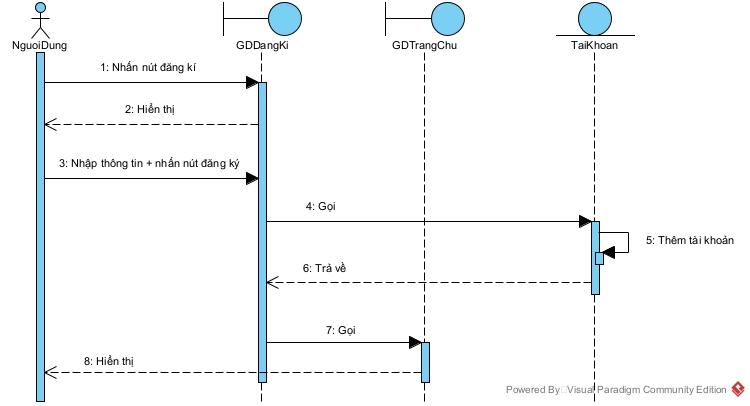 NguoiDung
GDDangKi
GDTrangChu
TaiKhoan
1: Nhấn nút đăng kí
2: Hiển thị
3: Nhập thông tin + nhấn nút đăng ký
4: Gọi
5: Thêm tài khoản
6: Trả về
7: Gọi
8: Hiển thị
Powered By Visual Paradigm Community Edition